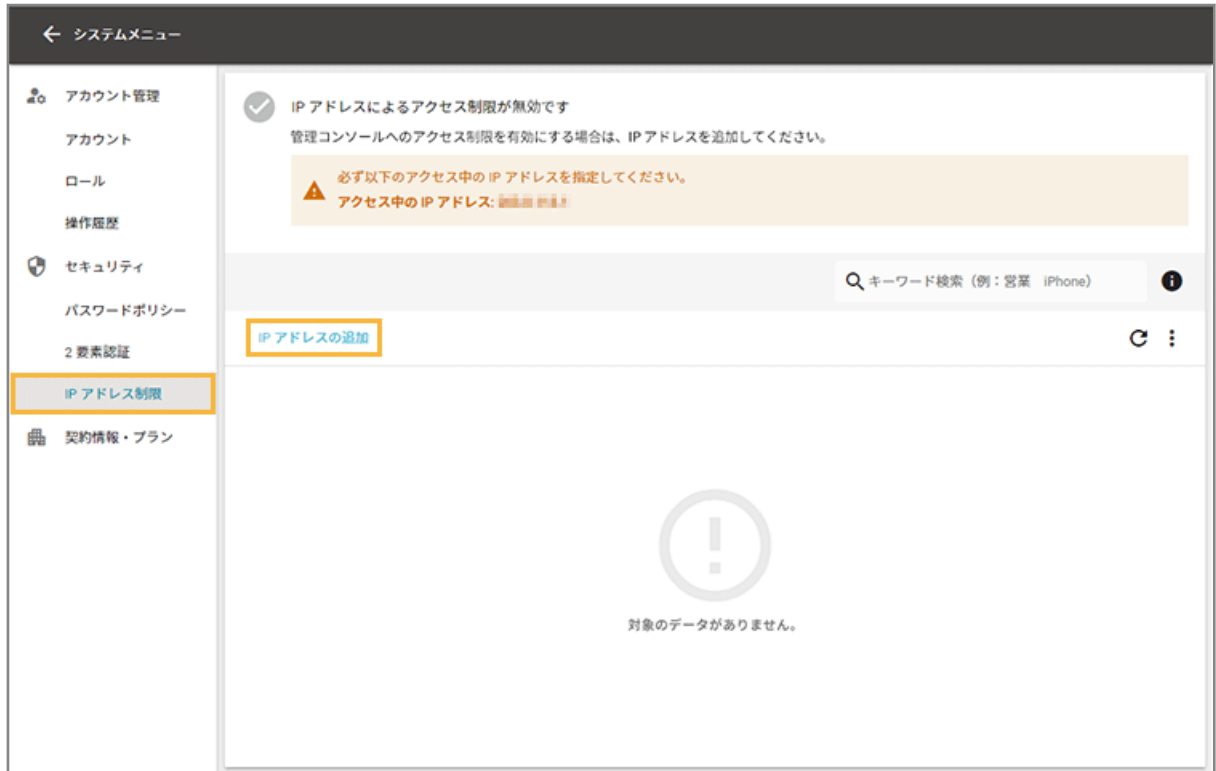 システムメニュー
アカウント管理
アカウント
ロール
操作履歴
セキュリティ
パスワードポリシー
2 要素認証
IP アドレス制限
契約情報・プラン
IP アドレスによるアクセス制限が無効です
管理コンソールへのアクセス制限を有効にする場合は、IP アドレスを追加してください。
必ず以下のアクセス中の IP アドレスを指定してください。
アクセス中の IP アドレス:
キーワード検索（例：営業　iPhone）
IP アドレスの追加
対象のデータがありません。